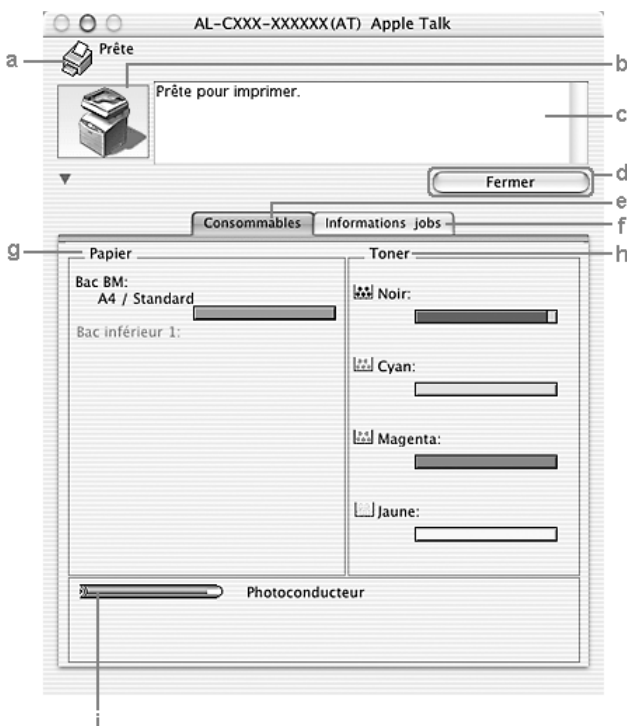 AL-CXXX-XXXXXX(AT) Apple Talk
a
Prête
b
Prête pour imprimer.
c
d
Fermer
e
Consommables
Informations jobs
f
g
Papier
Toner
h
Bac BM:
A4 / Standard
Bac inférieur 1:
Noir:
Cyan:
Magenta:
Jaune:
Photoconducteur
i